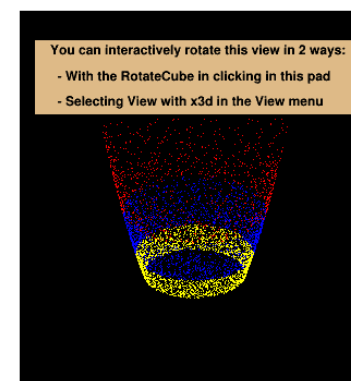 You can interactively rotate this view in 2 ways:
- With the RotateCube in clicking in this pad
- Selecting View with x3d in the View menu